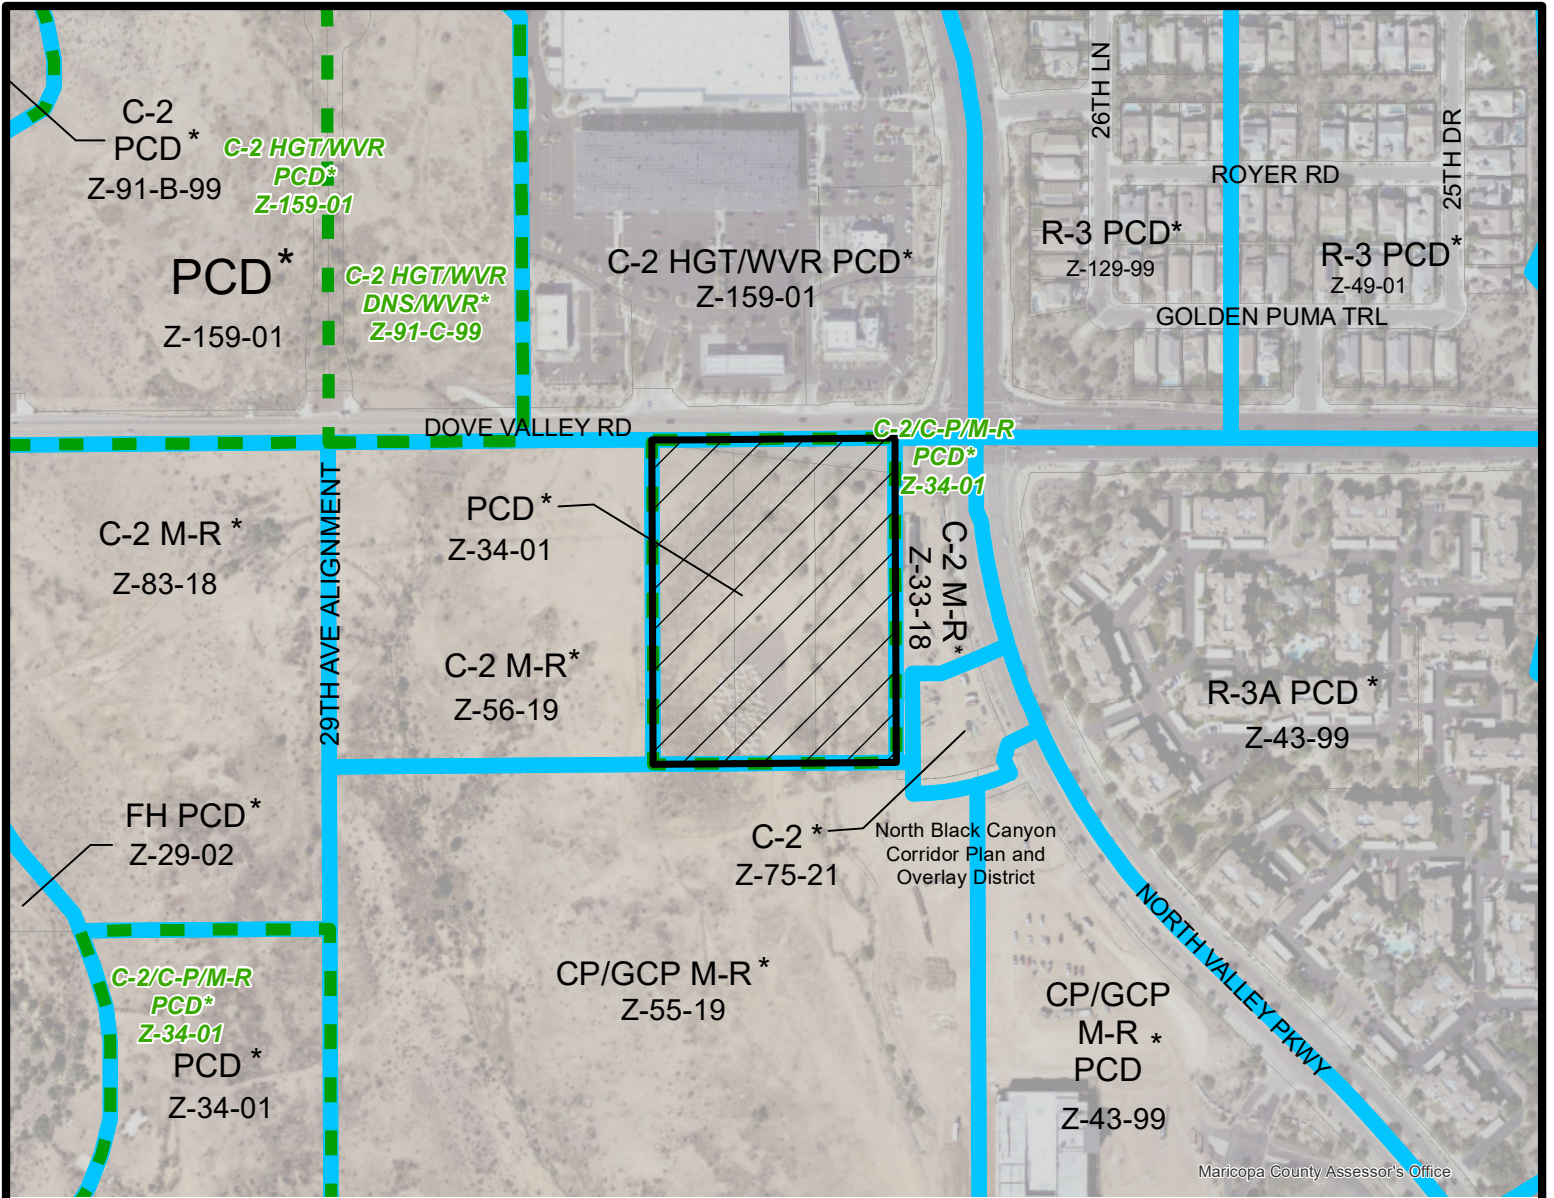 C-2
PCD *
Z-91-B-99
C-2 HGT/WVR
PCD*
Z-159-01
PCD*
Z-159-01
C-2 HGT/WVR
DNS/WVR*
Z-91-C-99
C-2 HGT/WVR PCD*
Z-159-01
26TH LN
ROYER RD
25TH DR
R-3 PCD*
Z-129-99
R-3 PCD*
Z-49-01
GOLDEN PUMA TRL
DOVE VALLEY RD
C-2/C-P/M-R
PCD*
Z-34-01
C-2 M-R *
Z-83-18
29TH AVE ALIGNMENT
PCD *
Z-34-01
C-2 M-R*
Z-56-19
C-2 M-R*
Z-33-18
R-3A PCD *
Z-43-99
FH PCD*
Z-29-02
C-2 *
Z-75-21
North Black Canyon
Corridor Plan and
Overlay District
NORTH VALLEY PKWY
C-2/C-P/M-R
PCD*
Z-34-01
PCD *
Z-34-01
CP/GCP M-R *
Z-55-19
CP/GCP
M-R *
PCD
Z-43-99
Maricopa County Assessor's Office